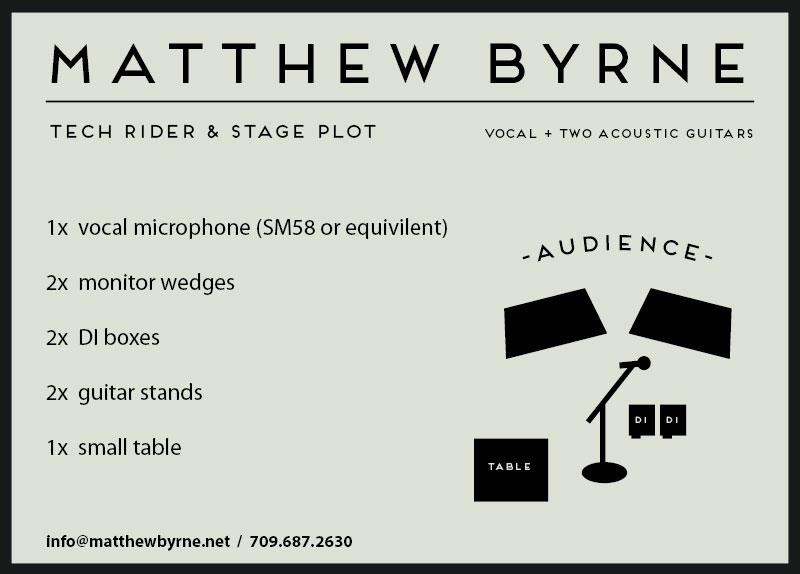 MATTHEW BYRNE
TECH RIDER & STAGE PLOT
VOCAL + TWO ACOUSTIC GUITARS
1x vocal microphone (SM58 or equivilent)
2x monitor wedges
2x DI boxes
2x guitar stands
1x small table
-AUDIENCE-
DI DI
TABLE
info@matthewbyrne.net / 709.687.2630